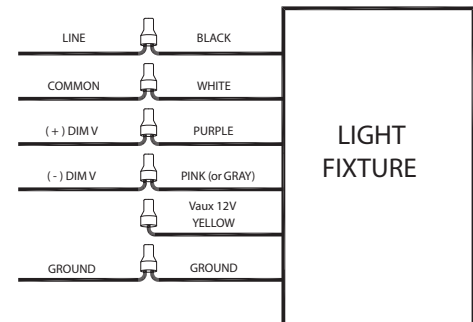 LINE BLACK
COMMON WHITE
( + ) DIM V PURPLE
( - ) DIM V PINK (or GRAY)
Vaux 12V
YELLOW
GROUND GROUND
LIGHT
FIXTURE